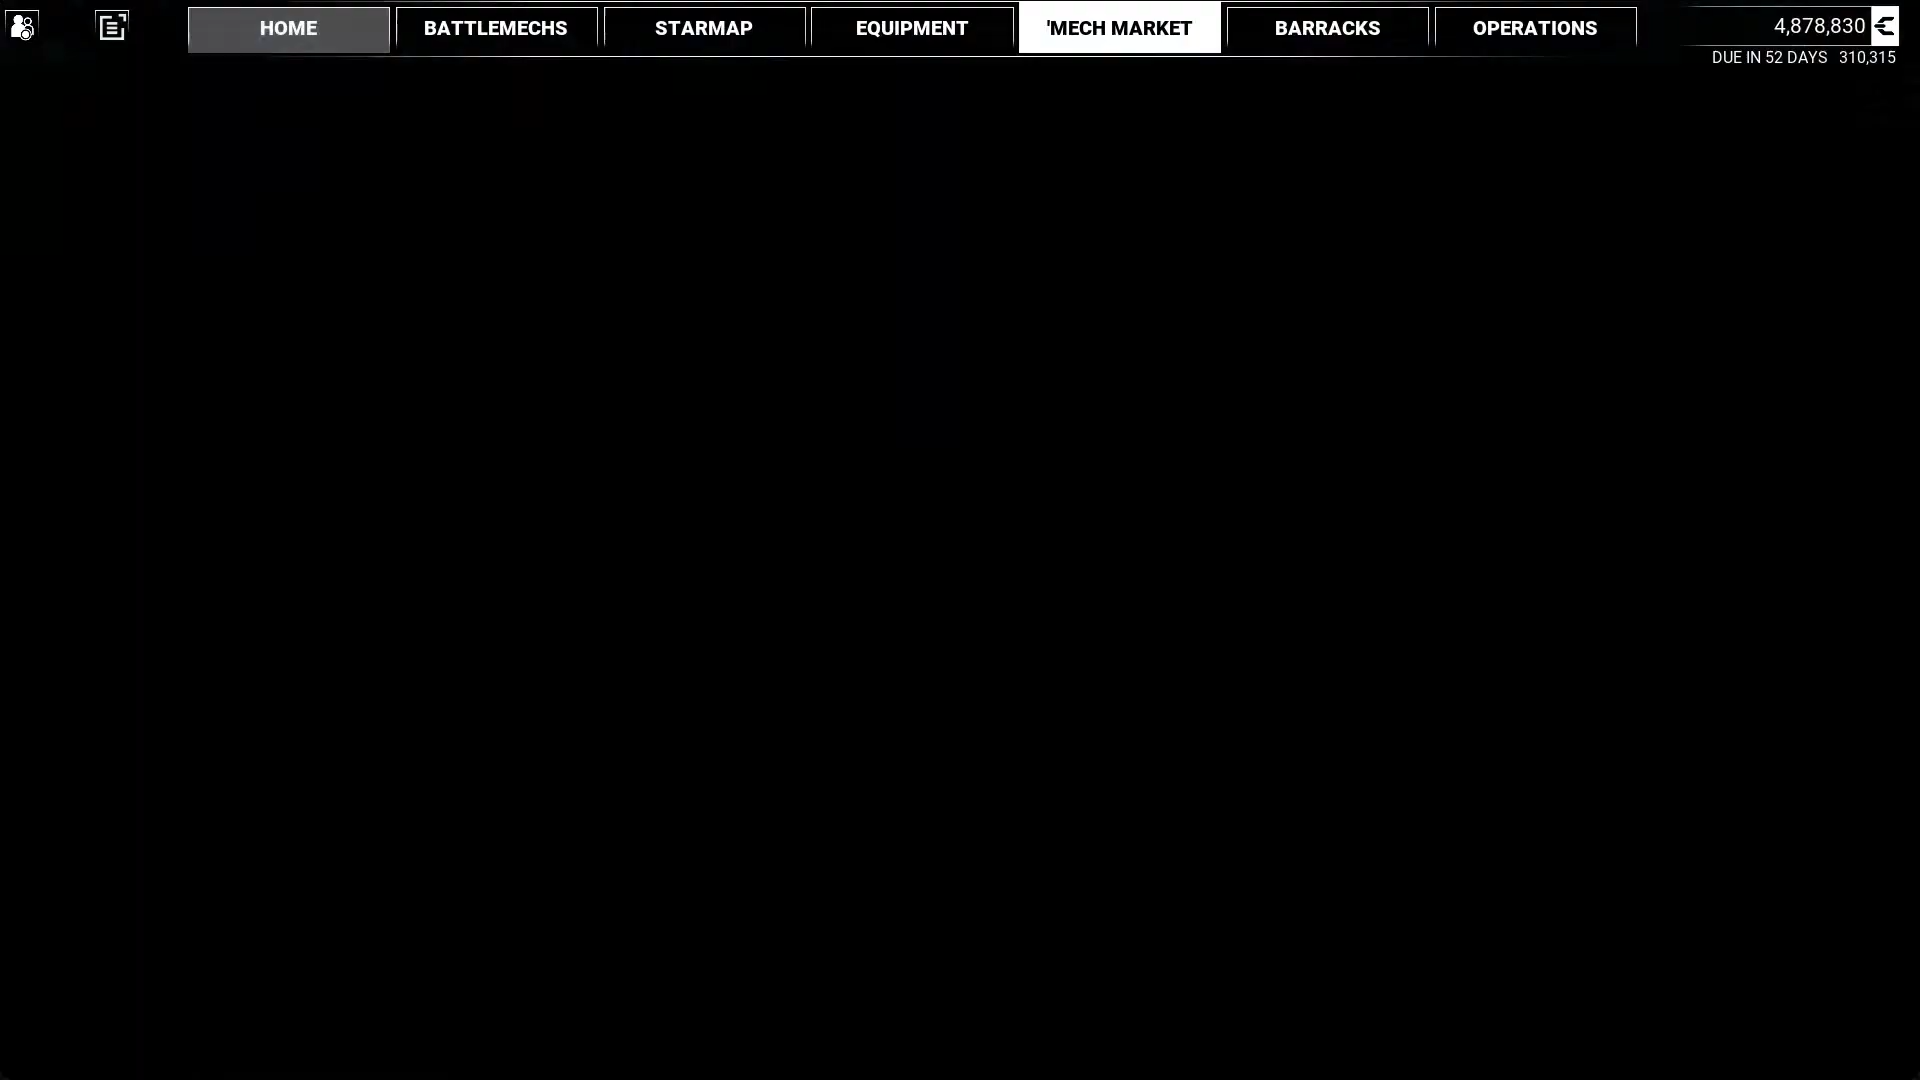 HOME
BATTLEMECHS
STARMAP
EQUIPMENT
'MECH MARKET
BARRACKS
OPERATIONS
4,878,830
DUE IN 52 DAYS 310,315